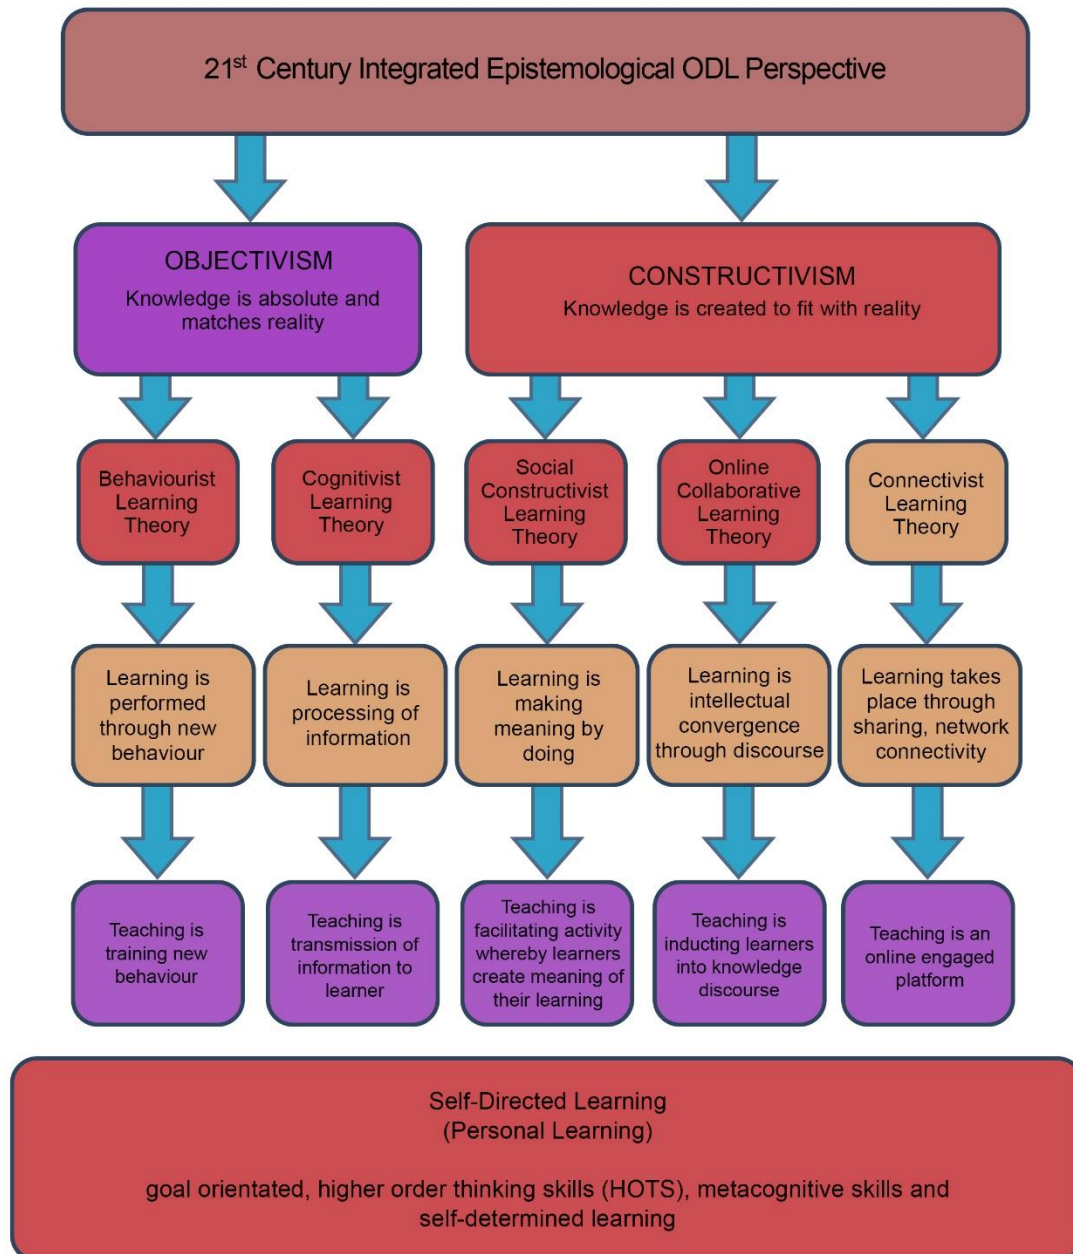 21st Century Integrated Epistemological ODL Perspective
OBJECTIVISM
Knowledge is absolute and
matches reality
CONSTRUCTIVISM
Knowledge is created to fit with reality
Behaviourist
Learning
Theory
Cognitivist
Learning
Theory
Social
Constructivist
Learning
Theory
Online
Collaborative
Learning
Theory
Connectivist
Learning
Theory
Learning is
performed
through new
behaviour
Learning is
processing of
information
Learning is
making
meaning by
doing
Learning is
intellectual
convergence
through discourse
Learning takes
place through
sharing, network
connectivity
Teaching is
training new
behaviour
Teaching is
transmission of
information to
learner
Teaching is
facilitating activity
whereby learners
create meaning of
their learning
Teaching is
inducting learners
into knowledge
discourse
Teaching is an
online engaged
platform
Self-Directed Learning
(Personal Learning)
goal orientated, higher order thinking skills (HOTS), metacognitive skills and
self-determined learning